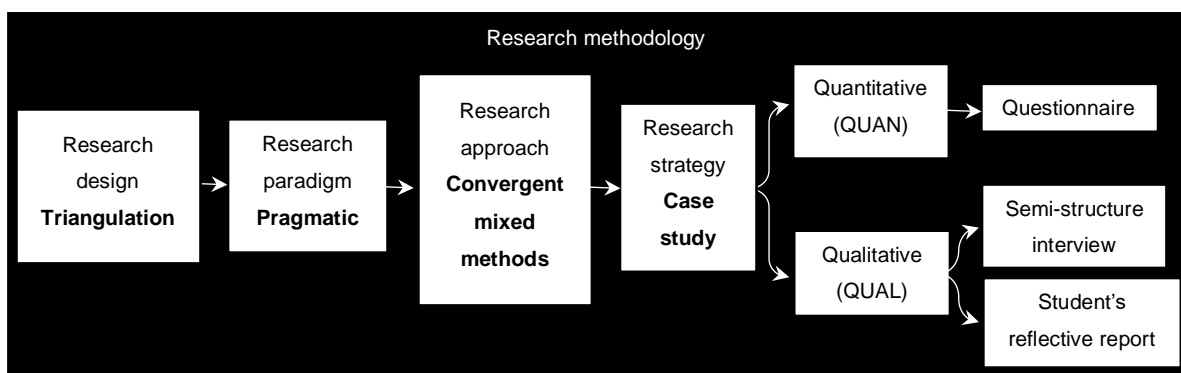 Research methodology
Research
design
Triangulation
Research
paradigm
Pragmatic
Research
approach
Convergent
mixed
methods
Research
strategy
Case
study
Quantitative
(QUAN)
Questionnaire
Qualitative
(QUAL)
Semi-structure
interview
Student’s
reflective report